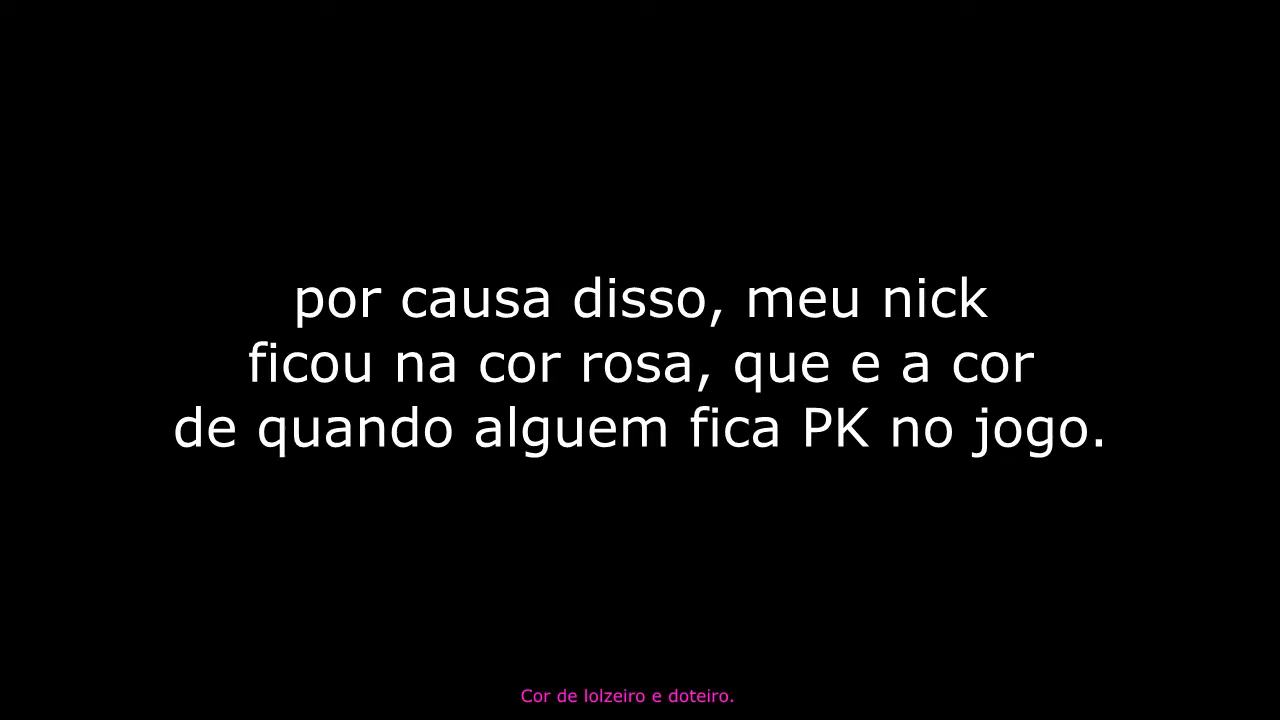 por causa disso, meu nick
ficou na cor rosa, que e a cor
de quando alguem fica PK no jogo.
Cor de lolzeiro e doteiro.